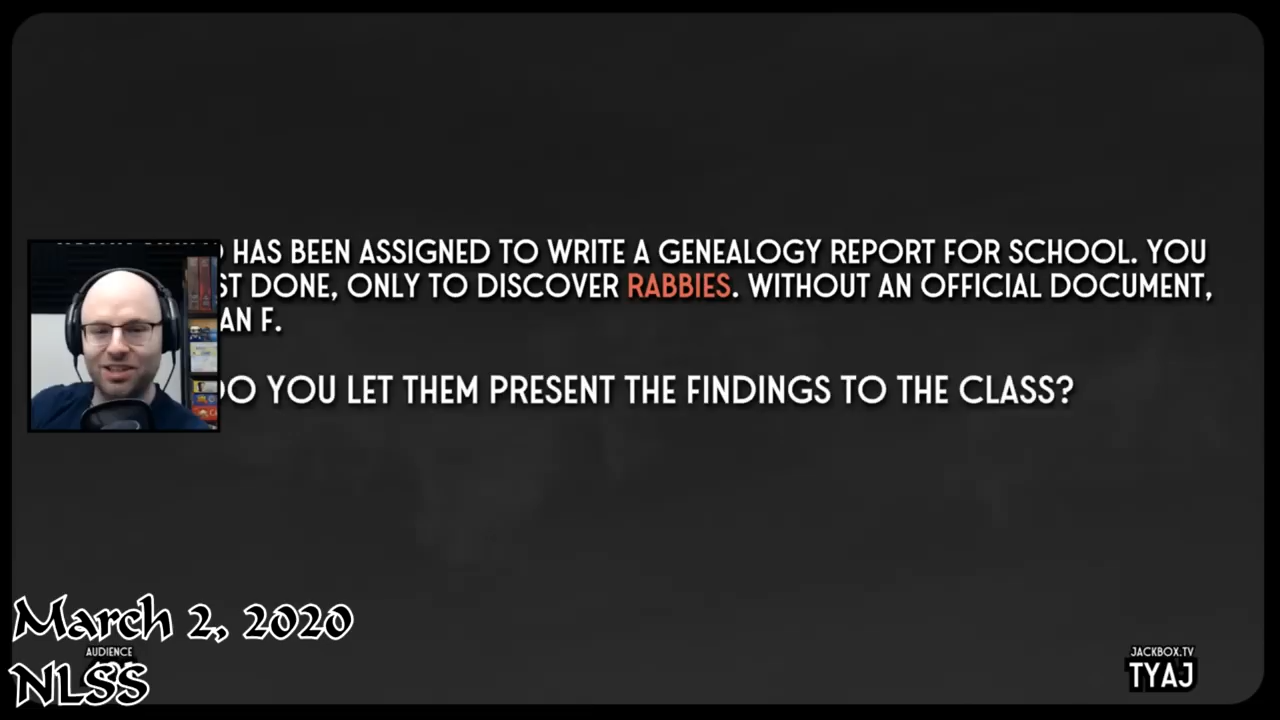 HAS BEEN ASSIGNED TO WRITE A GENEALOGY REPORT FOR SCHOOL. YOU
DONE, ONLY TO DISCOVER RABBIES. WITHOUT AN OFFICIAL DOCUMENT,
AN F.
DO YOU LET THEM PRESENT THE FINDINGS TO THE CLASS?
March 2, 2020
AUDIENCE
NLSS
JACKBOX.TV
TYAJ